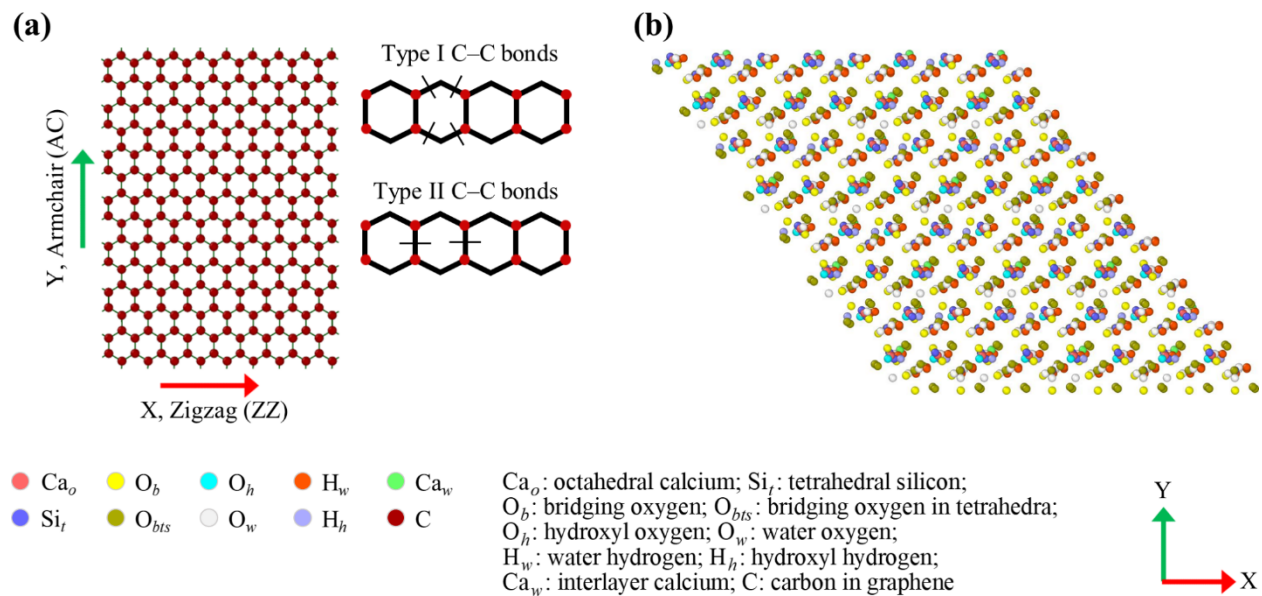 (a)
Type I C–C bonds
Type II C–C bonds
Y, Armchair (AC)
X, Zigzag (ZZ)
(b)
Caₒ O_b O_h H_w Ca_w
Si_t O_bts O_w H_h C
Caₒ: octahedral calcium; Si_t: tetrahedral silicon;
O_b: bridging oxygen; O_bts: bridging oxygen in tetrahedra;
O_h: hydroxyl oxygen; O_w: water oxygen;
H_w: water hydrogen; H_h: hydroxyl hydrogen;
Ca_w: interlayer calcium; C: carbon in graphene
Y
X